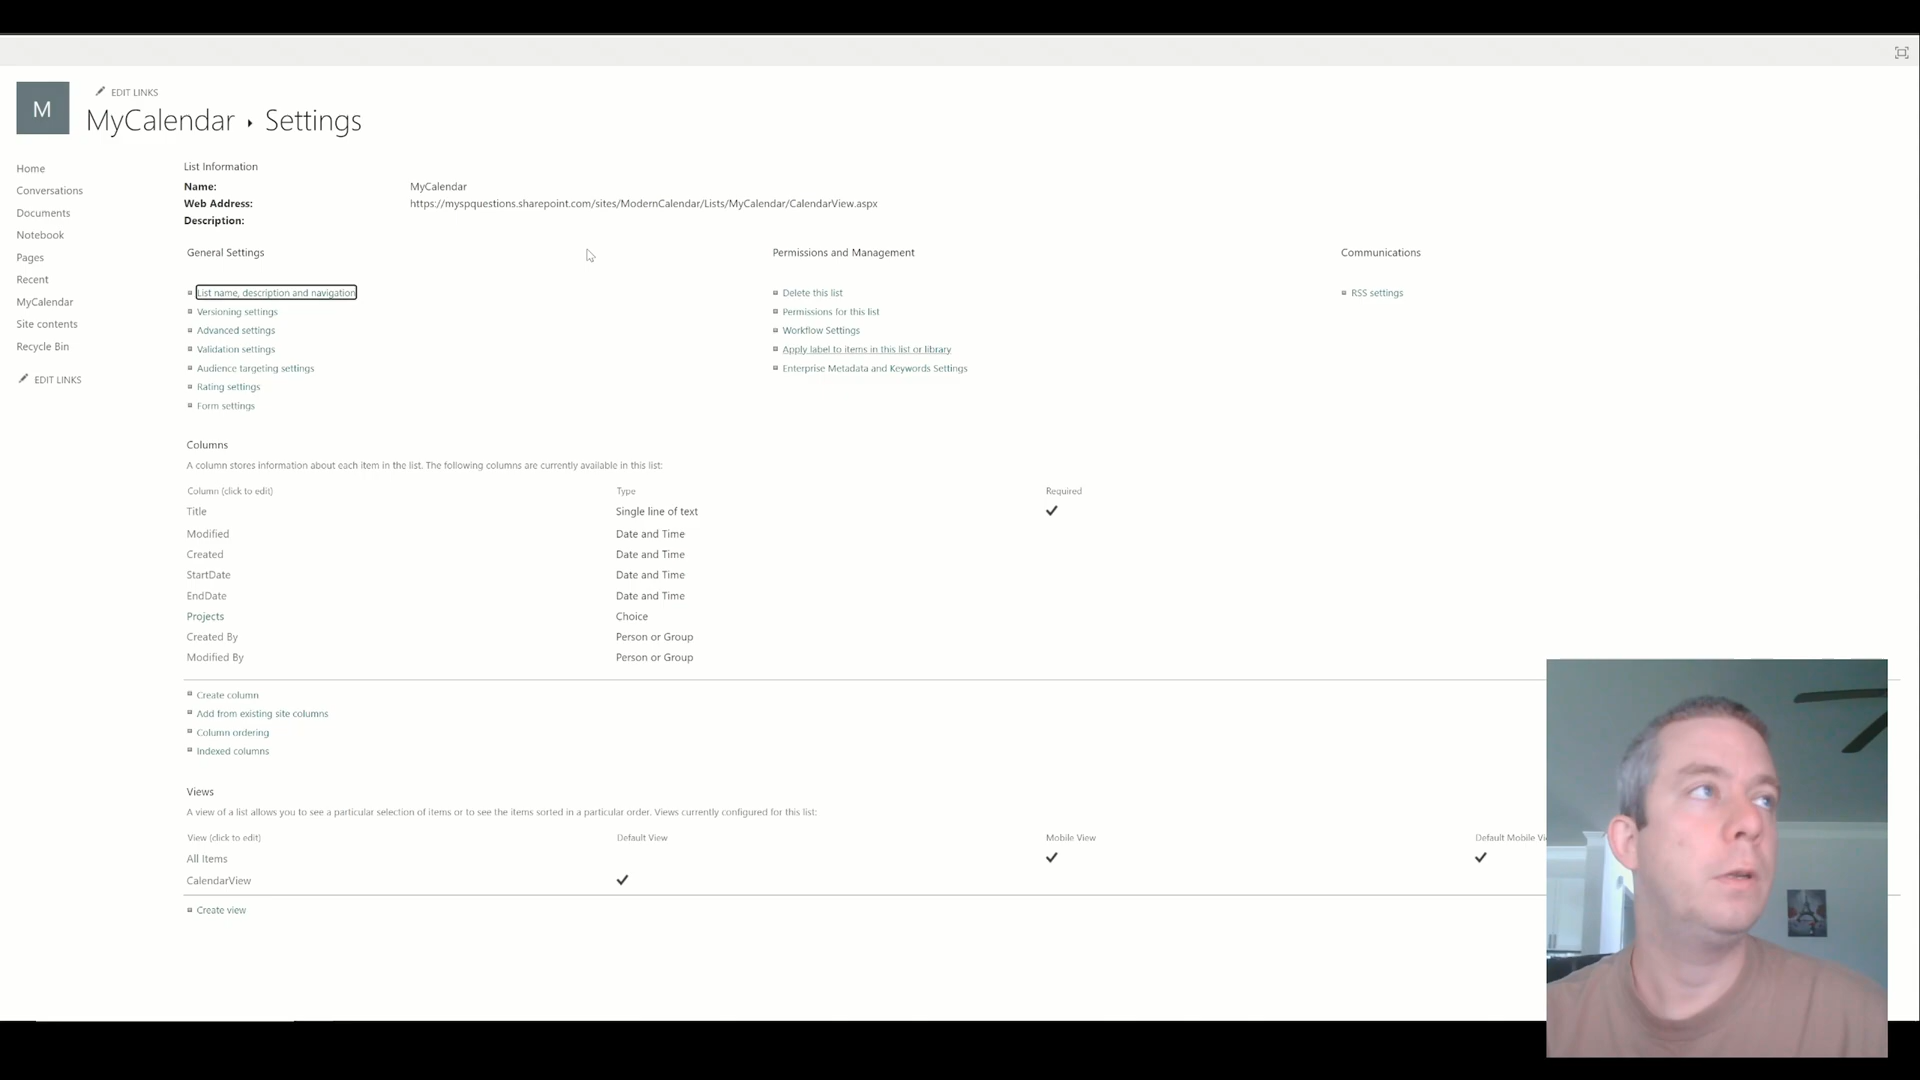 EDIT LINKS
M
MyCalendar ▸ Settings
Home
Conversations
Documents
Notebook
Pages
Recent
MyCalendar
Site contents
Recycle Bin
EDIT LINKS
List Information
Name: MyCalendar
Web Address: https://myspquestions.sharepoint.com/sites/ModernCalendar/Lists/MyCalendar/CalendarView.aspx
Description:
General Settings Permissions and Management Communications
List name, description and navigation Delete this list RSS settings
Versioning settings Permissions for this list
Advanced settings Workflow Settings
Validation settings Apply label to items in this list or library
Audience targeting settings Enterprise Metadata and Keywords Settings
Rating settings
Form settings
Columns
A column stores information about each item in the list. The following columns are currently available in this list:
Column (click to edit) Type Required
Title Single line of text ✓
Modified Date and Time
Created Date and Time
StartDate Date and Time
EndDate Date and Time
Projects Choice
Created By Person or Group
Modified By Person or Group
Create column
Add from existing site columns
Column ordering
Indexed columns
Views
A view of a list allows you to see a particular selection of items or to see the items sorted in a particular order. Views currently configured for this list:
View (click to edit) Default View Mobile View Default Mobile
All Items ✓ ✓
CalendarView ✓
Create view